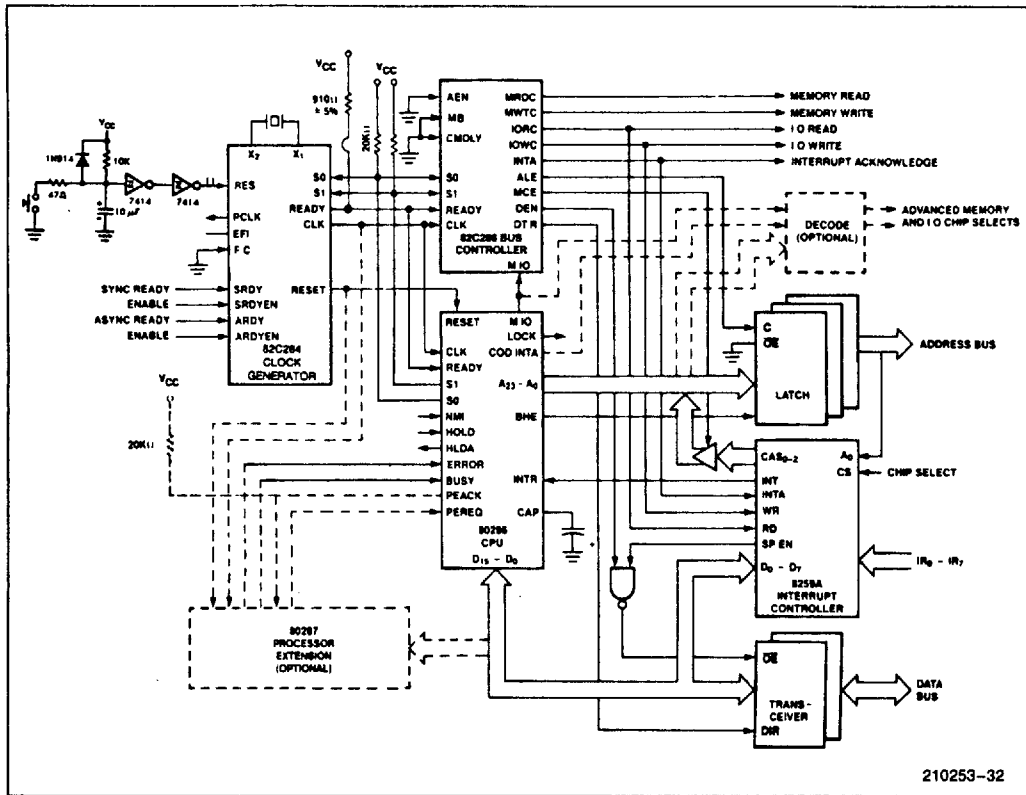 VCC
1N914
10K
47Ω
10 μF
7414
7414
X2
X1
RES
PCLK
EFI
F C
SYNC READY
SRDY
ENABLE
SRDYEN
ASYNC READY
ARDY
ENABLE
ARDYEN
S0
S1
READY
CLK
RESET
82C284
CLOCK
GENERATOR
VCC
910Ω
± 5%
VCC
20KΩ
AEN
MB
CMDLY
S0
S1
READY
CLK
MRDC
MWTC
IORC
IOWC
INTA
ALE
MCE
DEN
DT R
82C288 BUS
CONTROLLER
M IO
MEMORY READ
MEMORY WRITE
I O READ
I O WRITE
INTERRUPT ACKNOWLEDGE
DECODE
(OPTIONAL)
ADVANCED MEMORY
AND I O CHIP SELECTS
RESET
M IO
LOCK
COD INTA
CLK
READY
S1
S0
A23 - A0
BHE
NMI
HOLD
HLDA
ERROR
BUSY
PEACK
PEREQ
INTR
CAP
80286
CPU
D15 - D0
VCC
20KΩ
C
OE
LATCH
ADDRESS BUS
CAS0-2
A0
CS
CHIP SELECT
INT
INTA
WR
RD
SP EN
D0 - D7
IR0 - IR7
8259A
INTERRUPT
CONTROLLER
80287
PROCESSOR
EXTENSION
(OPTIONAL)
OE
TRANS-
CEIVER
DIR
DATA
BUS
210253-32